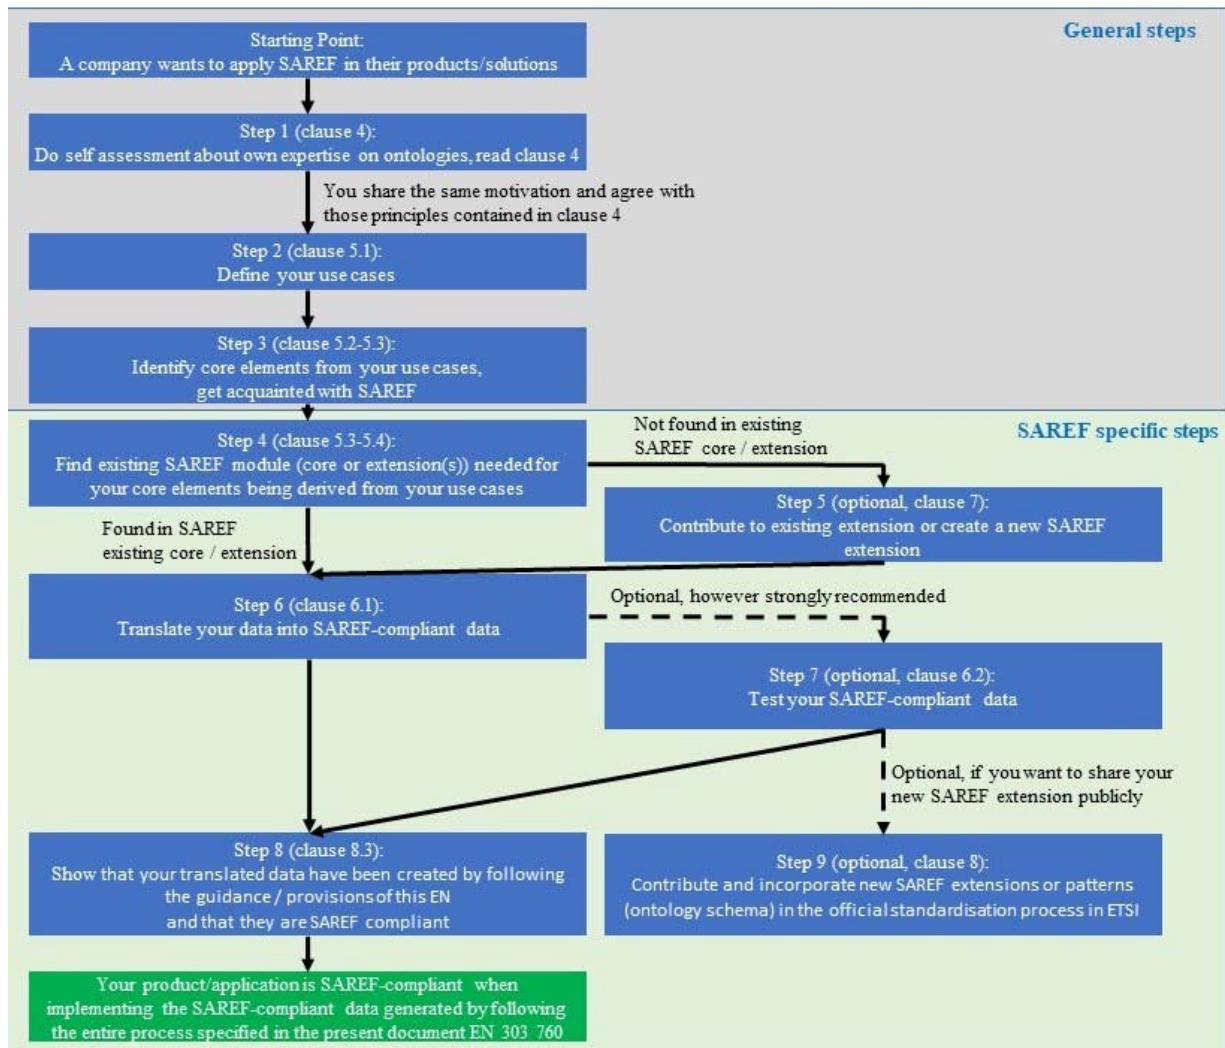 General steps
Starting Point:
A company wants to apply SAREF in their products/solutions
Step 1 (clause 4):
Do self assessment about own expertise on ontologies, read clause 4
You share the same motivation and agree with
those principles contained in clause 4
Step 2 (clause 5.1):
Define your use cases
Step 3 (clause 5.2-5.3):
Identify core elements from your use cases,
get acquainted with SAREF
SAREF specific steps
Step 4 (clause 5.3-5.4):
Find existing SAREF module (core or extension(s)) needed for
your core elements being derived from your use cases
Not found in existing
SAREF core / extension
Step 5 (optional, clause 7):
Contribute to existing extension or create a new SAREF
extension
Found in SAREF
existing core / extension
Step 6 (clause 6.1):
Translate your data into SAREF-compliant data
Optional, however strongly recommended
Step 7 (optional, clause 6.2):
Test your SAREF-compliant data
Optional, if you want to share your
new SAREF extension publicly
Step 8 (clause 8.3):
Show that your translated data have been created by following
the guidance / provisions of this EN
and that they are SAREF compliant
Step 9 (optional, clause 8):
Contribute and incorporate new SAREF extensions or patterns
(ontology schema) in the official standardisation process in ETSI
Your product/application is SAREF-compliant when
implementing the SAREF-compliant data generated by following
the entire process specified in the present document EN 303 760